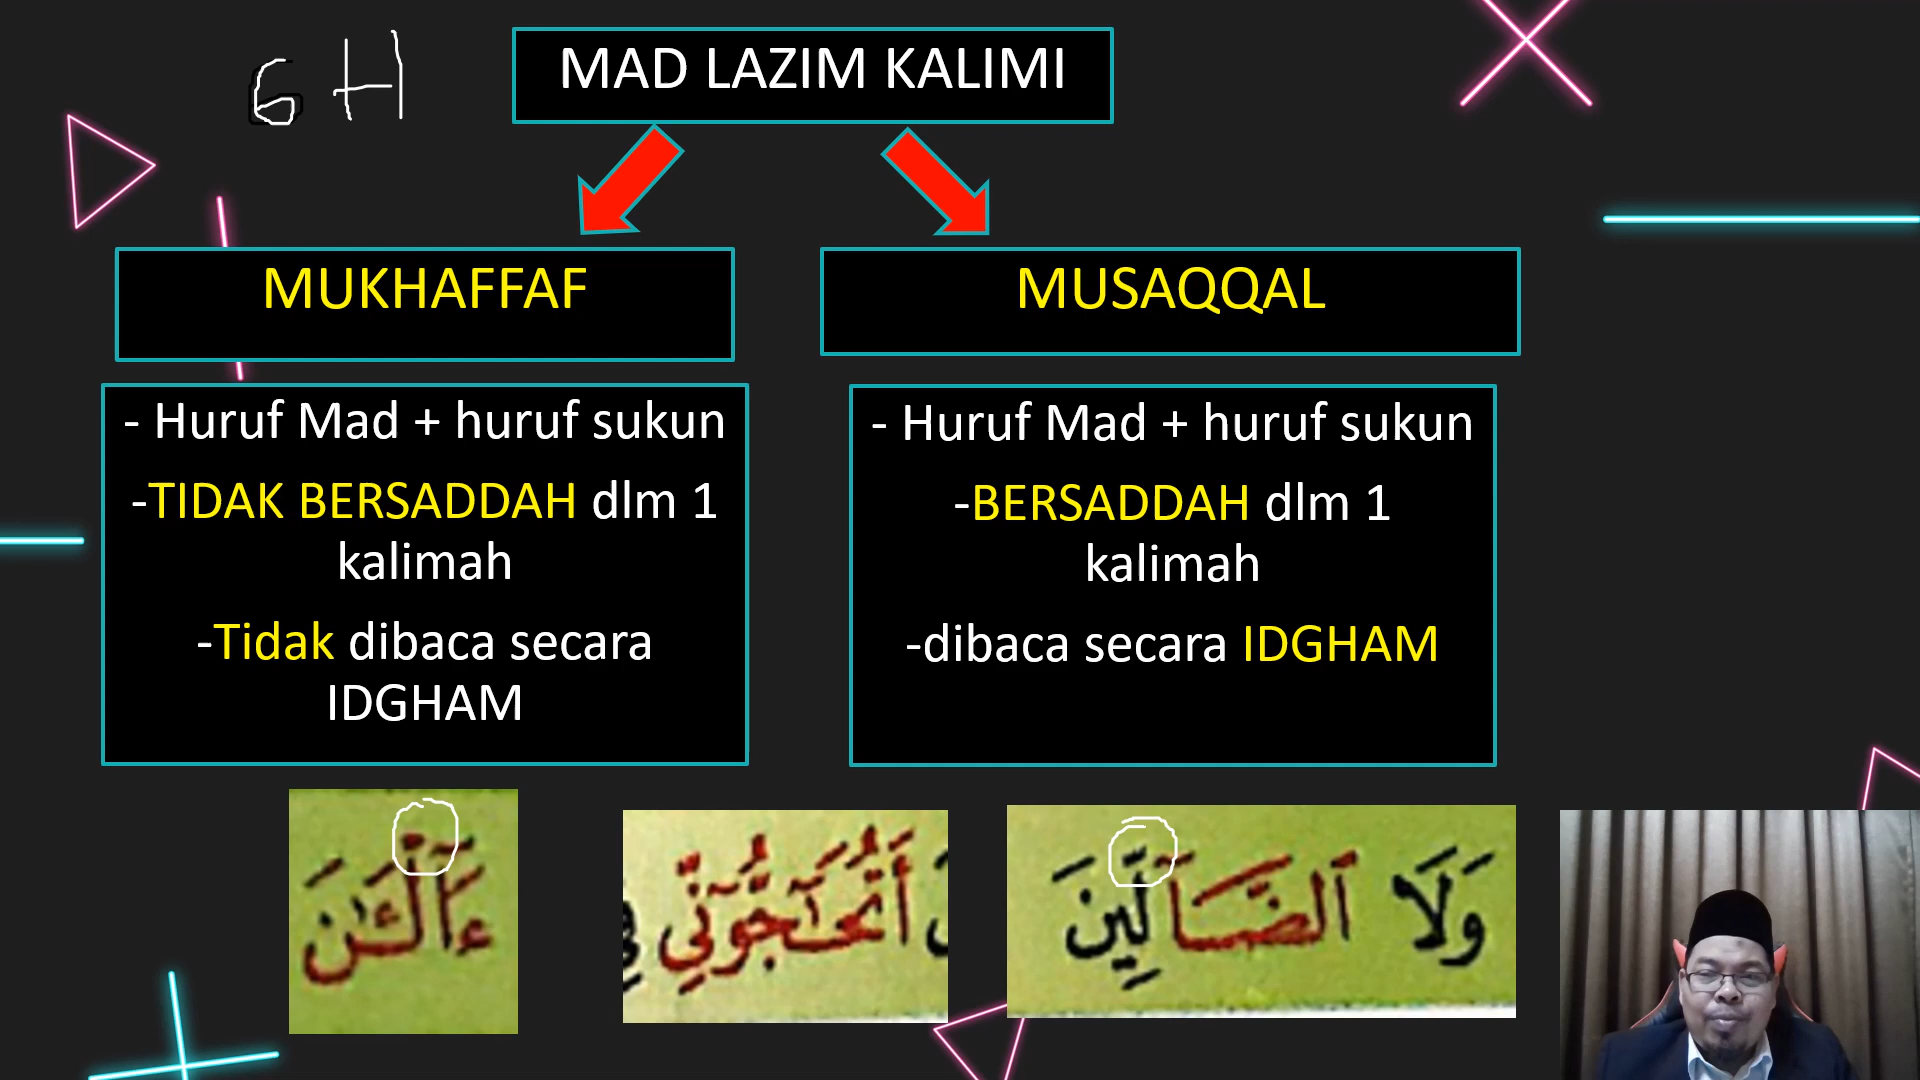 6 H
MAD LAZIM KALIMI
MUKHAFFAF
MUSAQQAL
- Huruf Mad + huruf sukun
-TIDAK BERSADDAH dlm 1
kalimah
-Tidak dibaca secara
IDGHAM
- Huruf Mad + huruf sukun
-BERSADDAH dlm 1
kalimah
-dibaca secara IDGHAM
ءَآلْـَٰٔنَ
أَتُحَـٰٓجُّوٓنِّي فِي
وَلَا ٱلضَّآلِّينَ